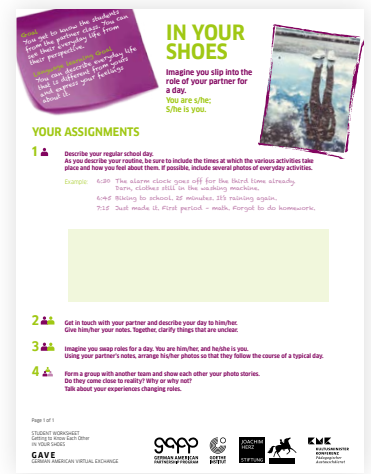 Goal
You get to know the students
from the partner class. You can
see their everyday life from
their perspective.
Language Learning Goal
You can describe everyday life
that is different from yours
and express your feelings
about it.
IN YOUR
SHOES
Imagine you slip into the
role of your partner for
a day.
You are s/he;
S/he is you.
YOUR ASSIGNMENTS
1
Describe your regular school day.
As you describe your routine, be sure to include the times at which the various activities take
place and how you feel about them. If possible, include several photos of everyday activities.
Example: 6:30 The alarm clock goes off for the third time already.
Darn, clothes still in the washing machine.
6:45 Biking to school. 25 minutes. It's raining again.
7:15 Just made it. First period – math. Forgot to do homework.
2
Get in touch with your partner and describe your day to him/her.
Give him/her your notes. Together, clarify things that are unclear.
3
Imagine you swap roles for a day. You are him/her, and he/she is you.
Using your partner's notes, arrange his/her photos so that they follow the course of a typical day.
4
Form a group with another team and show each other your photo stories.
Do they come close to reality? Why or why not?
Talk about your experiences changing roles.
Page 1 of 1
STUDENT WORKSHEET
Getting to Know Each Other
IN YOUR SHOES
GAVE
GERMAN AMERICAN VIRTUAL EXCHANGE
gapp
GERMAN AMERICAN
PARTNERSHIP PROGRAM
GOETHE
INSTITUT
JOACHIM
HERZ
STIFTUNG
KMK
KULTUSMINISTER
KONFERENZ
Pädagogischer
Austauschdienst